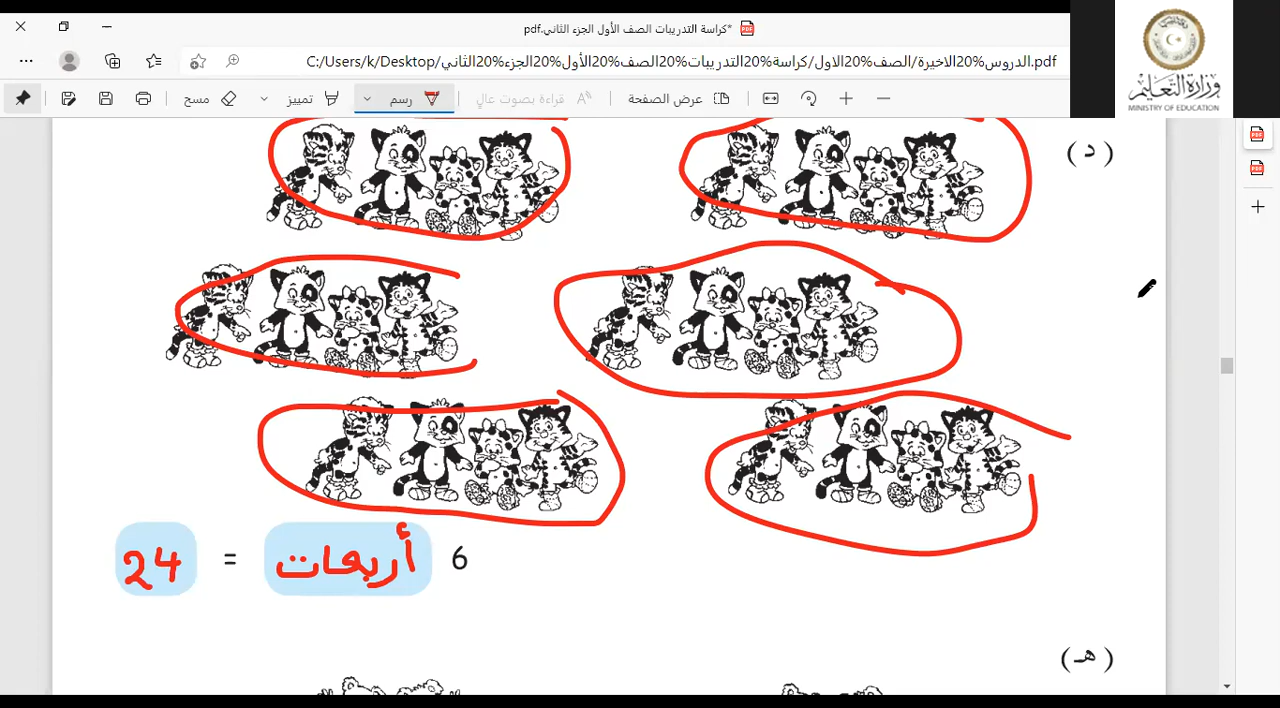 كراسة التدريبات الصف الأول الجزء الثاني.pdf*
C:/Users/k/Desktop/الدروس%20الاخيرة/الصف%20الاول/كراسة%20التدريبات%20الصف%20الأول%20الجزء%20الثاني.pdf
عرض الصفحة
قراءة بصوت عالٍ
رسم
تمييز
مسح
وزارة التعليم
MINISTRY OF EDUCATION
( د )
6 أربعات = 24
( هـ )